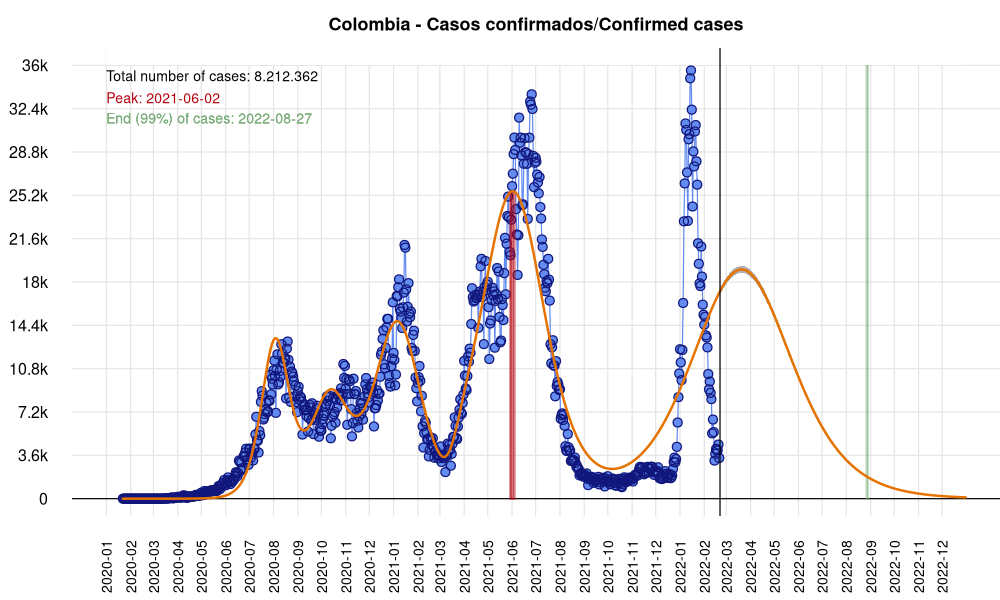 Colombia - Casos confirmados/Confirmed cases
Total number of cases: 8.212.362
Peak: 2021-06-02
End (99%) of cases: 2022-08-27
36k
32.4k
28.8k
25.2k
21.6k
18k
14.4k
10.8k
7.2k
3.6k
0
2020-01
2020-02
2020-03
2020-04
2020-05
2020-06
2020-07
2020-08
2020-09
2020-10
2020-11
2020-12
2021-01
2021-02
2021-03
2021-04
2021-05
2021-06
2021-07
2021-08
2021-09
2021-10
2021-11
2021-12
2022-01
2022-02
2022-03
2022-04
2022-05
2022-06
2022-07
2022-08
2022-09
2022-10
2022-11
2022-12